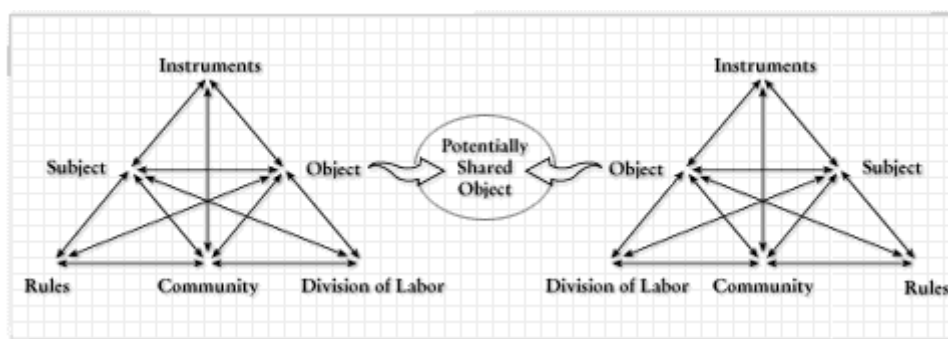 Instruments
Instruments
Potentially
Shared
Object
Subject
Object
Object
Subject
Rules
Community
Division of Labor
Division of Labor
Community
Rules